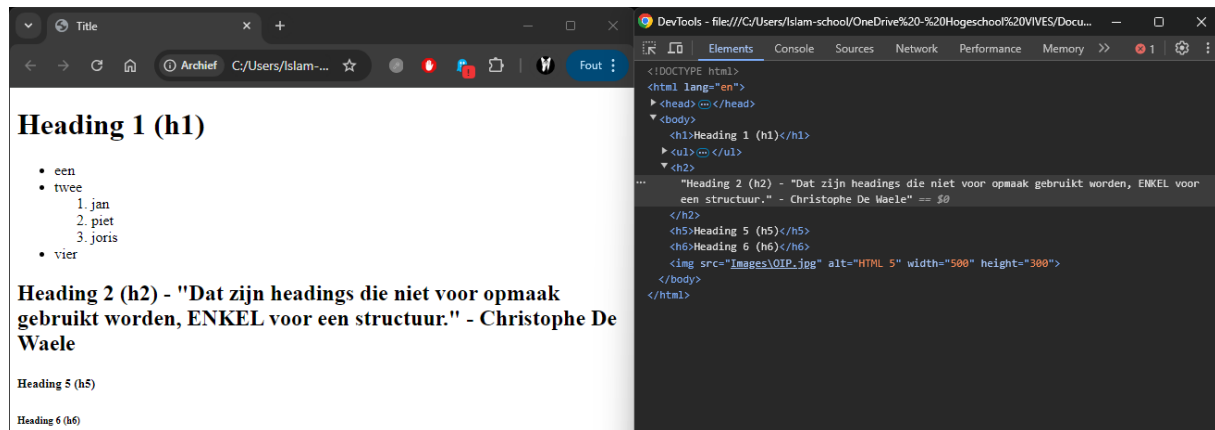 Title
Archief C:/Users/Islam-...
Fout
Heading 1 (h1)
• een
• twee
1. jan
2. piet
3. joris
• vier
Heading 2 (h2) - "Dat zijn headings die niet voor opmaak
gebruikt worden, ENKEL voor een structuur." - Christophe De
Waele
Heading 5 (h5)
Heading 6 (h6)
DevTools - file:///C:/Users/Islam-school/OneDrive%20-%20Hogeschool%20VIVES/Docu...
Elements Console Sources Network Performance Memory 1
<!DOCTYPE html>
<html lang="en">
<head> ... </head>
<body>
<h1>Heading 1 (h1)</h1>
<ul> ... </ul>
<h2>
... "Heading 2 (h2) - "Dat zijn headings die niet voor opmaak gebruikt worden, ENKEL voor
een structuur." - Christophe De Waele" == $0
</h2>
<h5>Heading 5 (h5)</h5>
<h6>Heading 6 (h6)</h6>
<img src="Images\OIP.jpg" alt="HTML 5" width="500" height="300">
</body>
</html>